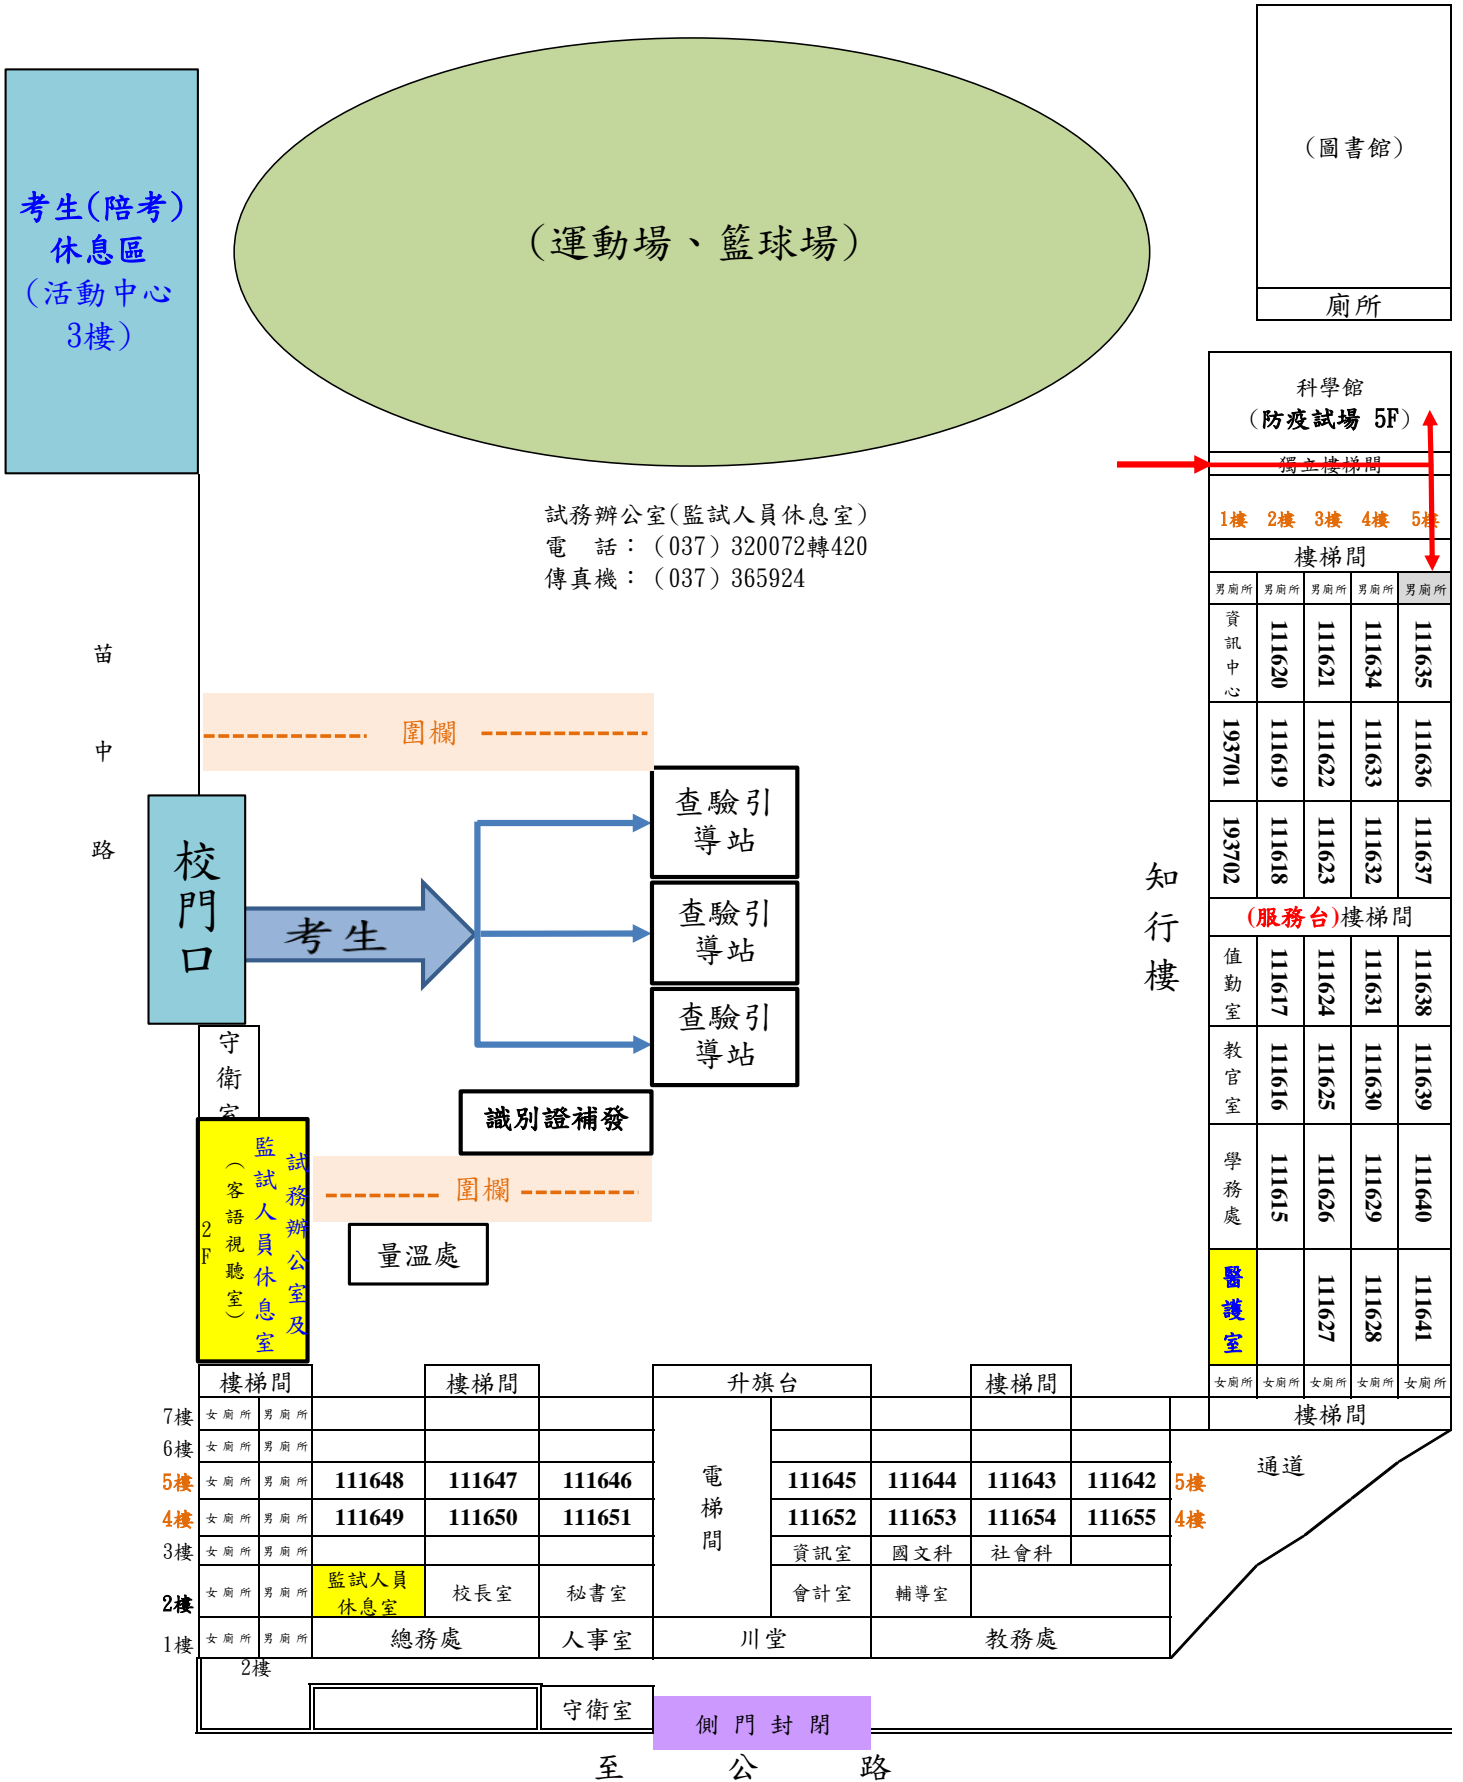 (圖書館)
廁所
考生(陪考)
休息區
(活動中心
3樓)
(運動場、籃球場)
科學館
(防疫試場 5F)
獨立樓梯間
1樓 2樓 3樓 4樓 5樓
樓梯間
男廁所 男廁所 男廁所 男廁所 男廁所
資訊中心 111620 111621 111634 111635
193701 111619 111622 111633 111636
193702 111618 111623 111632 111637
(服務台)樓梯間
值勤室 111617 111624 111631 111638
教官室 111616 111625 111630 111639
學務處 111615 111626 111629 111640
醫護室 111627 111628 111641
女廁所 女廁所 女廁所 女廁所 女廁所
樓梯間
知行樓
試務辦公室(監試人員休息室)
電 話：(037)320072轉420
傳真機：(037)365924
苗中路
圍欄
校門口
考生
查驗引
導站
查驗引
導站
查驗引
導站
守衛室
識別證補發
圍欄
量溫處
試務辦公室及
監試人員休息室
(客語視聽室)
2F
樓梯間 樓梯間 升旗台 樓梯間
7樓 女廁所 男廁所
6樓 女廁所 男廁所
5樓 女廁所 男廁所 111648 111647 111646 111645 111644 111643 111642 5樓
4樓 女廁所 男廁所 111649 111650 111651 111652 111653 111654 111655 4樓
電梯間
3樓 女廁所 男廁所 資訊室 國文科 社會科
2樓 女廁所 男廁所 監試人員
休息室 校長室 秘書室 會計室 輔導室
1樓 女廁所 男廁所 總務處 人事室 川堂 教務處
通道
2樓
守衛室
側門封閉
至公路